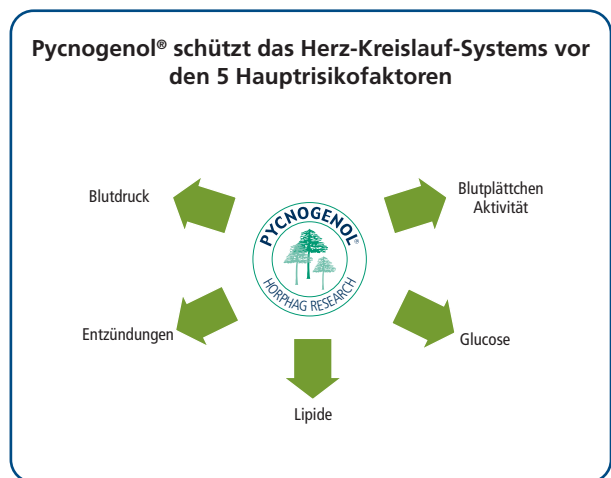 Pycnogenol® schützt das Herz-Kreislauf-Systems vor
den 5 Hauptrisikofaktoren
Blutdruck
Blutplättchen
Aktivität
PYCNOGENOL®
HORPHAG RESEARCH
Entzündungen
Glucose
Lipide